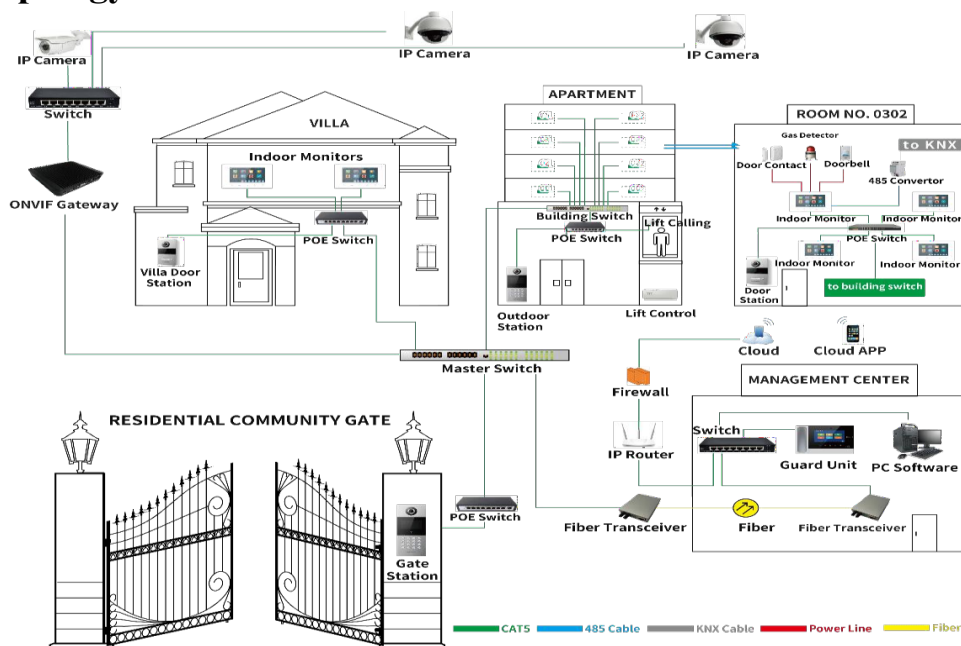 IP Camera
IP Camera
IP Camera
Switch
ONVIF Gateway
VILLA
Indoor Monitors
POE Switch
Villa Door
Station
APARTMENT
Building Switch
POE Switch
Lift Calling
Outdoor
Station
Lift Control
ROOM NO. 0302
Gas Detector
to KNX
Door Contact
Doorbell
485 Convertor
Indoor Monitor
Indoor Monitor
POE Switch
Indoor Monitor
Indoor Monitor
Door
Station
to building switch
Master Switch
Cloud
Cloud APP
Firewall
MANAGEMENT CENTER
RESIDENTIAL COMMUNITY GATE
Switch
IP Router
Guard Unit
PC Software
POE Switch
Fiber Transceiver
Fiber
Fiber Transceiver
Gate
Station
CAT5
485 Cable
KNX Cable
Power Line
Fiber